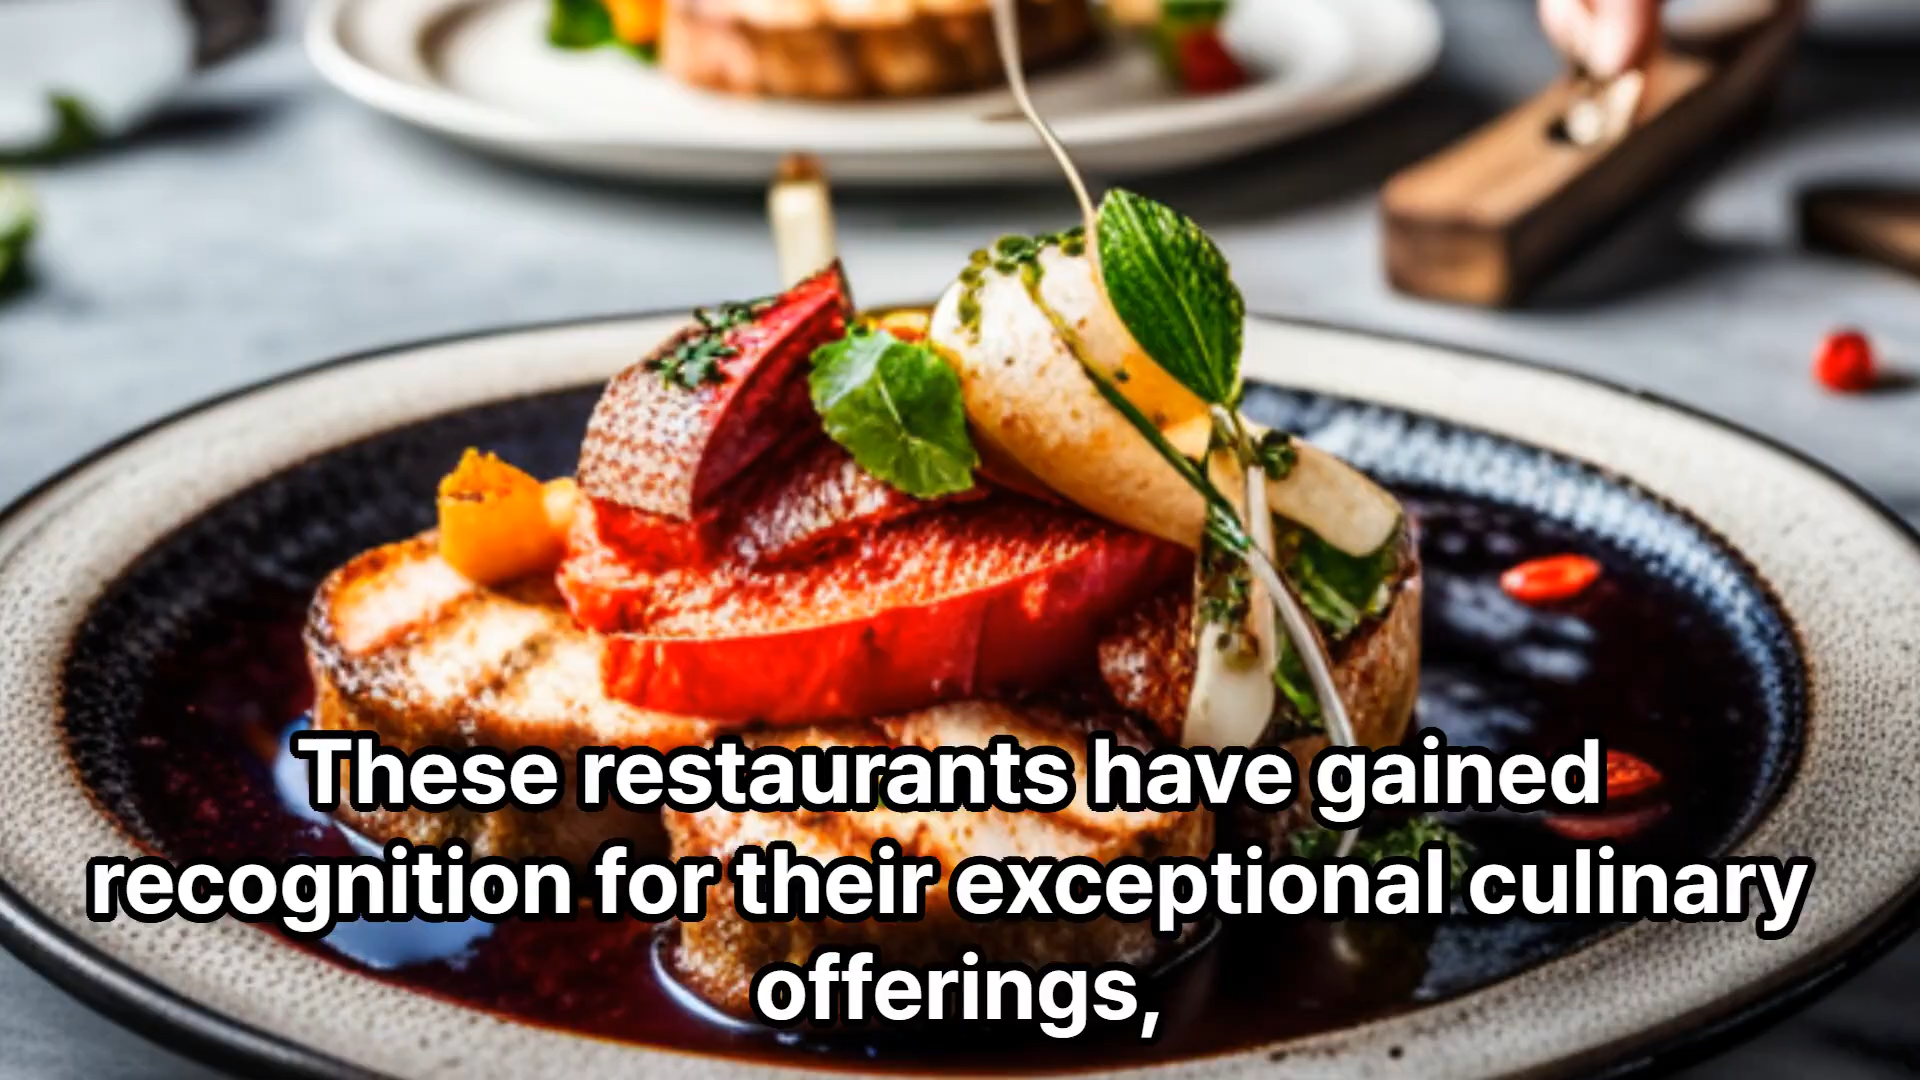 These restaurants have gained
recognition for their exceptional culinary
offerings,